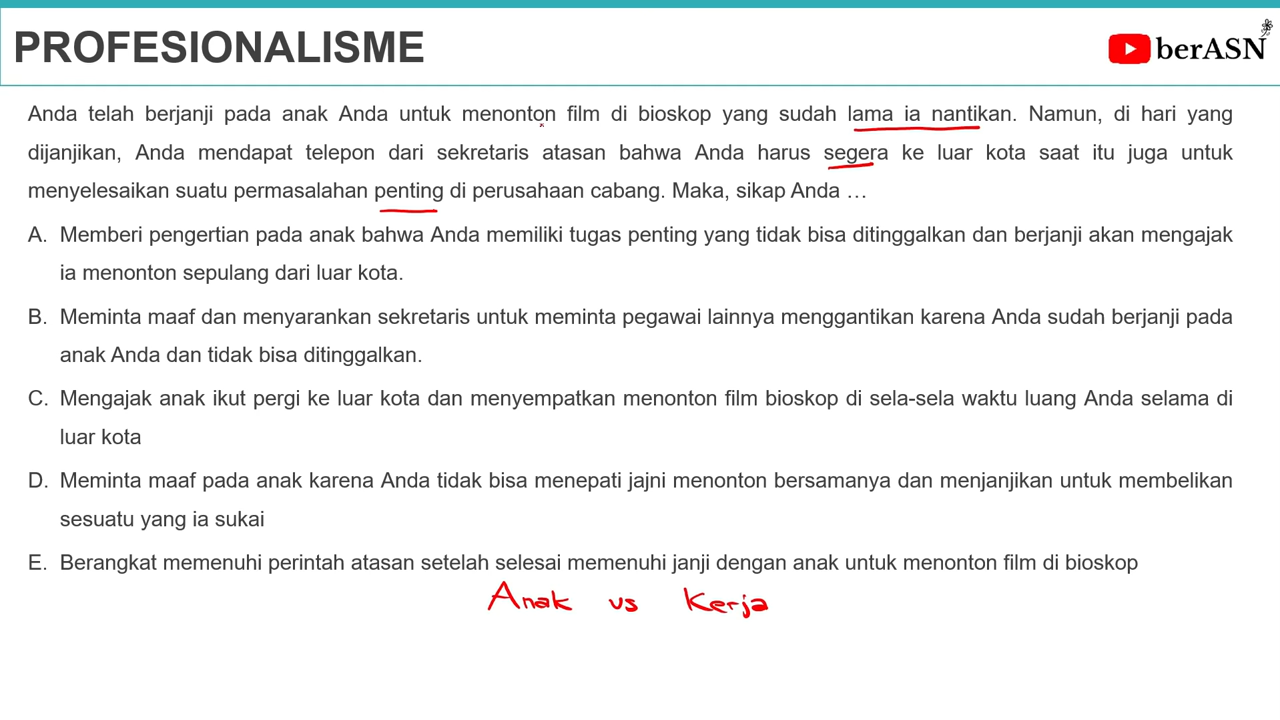 PROFESIONALISME
berASN
Anda telah berjanji pada anak Anda untuk menonton film di bioskop yang sudah lama ia nantikan. Namun, di hari yang
dijanjikan, Anda mendapat telepon dari sekretaris atasan bahwa Anda harus segera ke luar kota saat itu juga untuk
menyelesaikan suatu permasalahan penting di perusahaan cabang. Maka, sikap Anda …
A. Memberi pengertian pada anak bahwa Anda memiliki tugas penting yang tidak bisa ditinggalkan dan berjanji akan mengajak
ia menonton sepulang dari luar kota.
B. Meminta maaf dan menyarankan sekretaris untuk meminta pegawai lainnya menggantikan karena Anda sudah berjanji pada
anak Anda dan tidak bisa ditinggalkan.
C. Mengajak anak ikut pergi ke luar kota dan menyempatkan menonton film bioskop di sela-sela waktu luang Anda selama di
luar kota
D. Meminta maaf pada anak karena Anda tidak bisa menepati jajni menonton bersamanya dan menjanjikan untuk membelikan
sesuatu yang ia sukai
E. Berangkat memenuhi perintah atasan setelah selesai memenuhi janji dengan anak untuk menonton film di bioskop
Anak vs Kerja